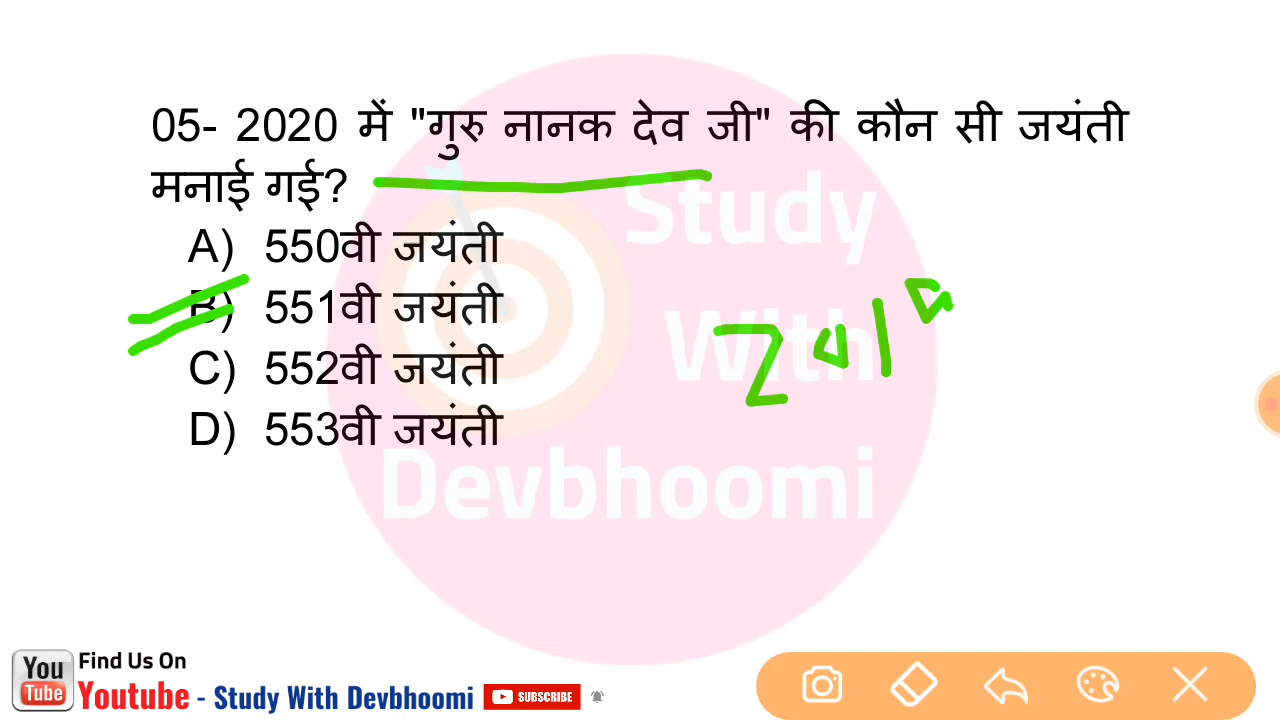 05- 2020 में "गुरु नानक देव जी" की कौन सी जयंती
मनाई गई?
A) 550वी जयंती
B) 551वी जयंती
C) 552वी जयंती
D) 553वी जयंती
2019
Study
With
Devbhoomi
You
Tube
Find Us On
Youtube - Study With Devbhoomi
SUBSCRIBE